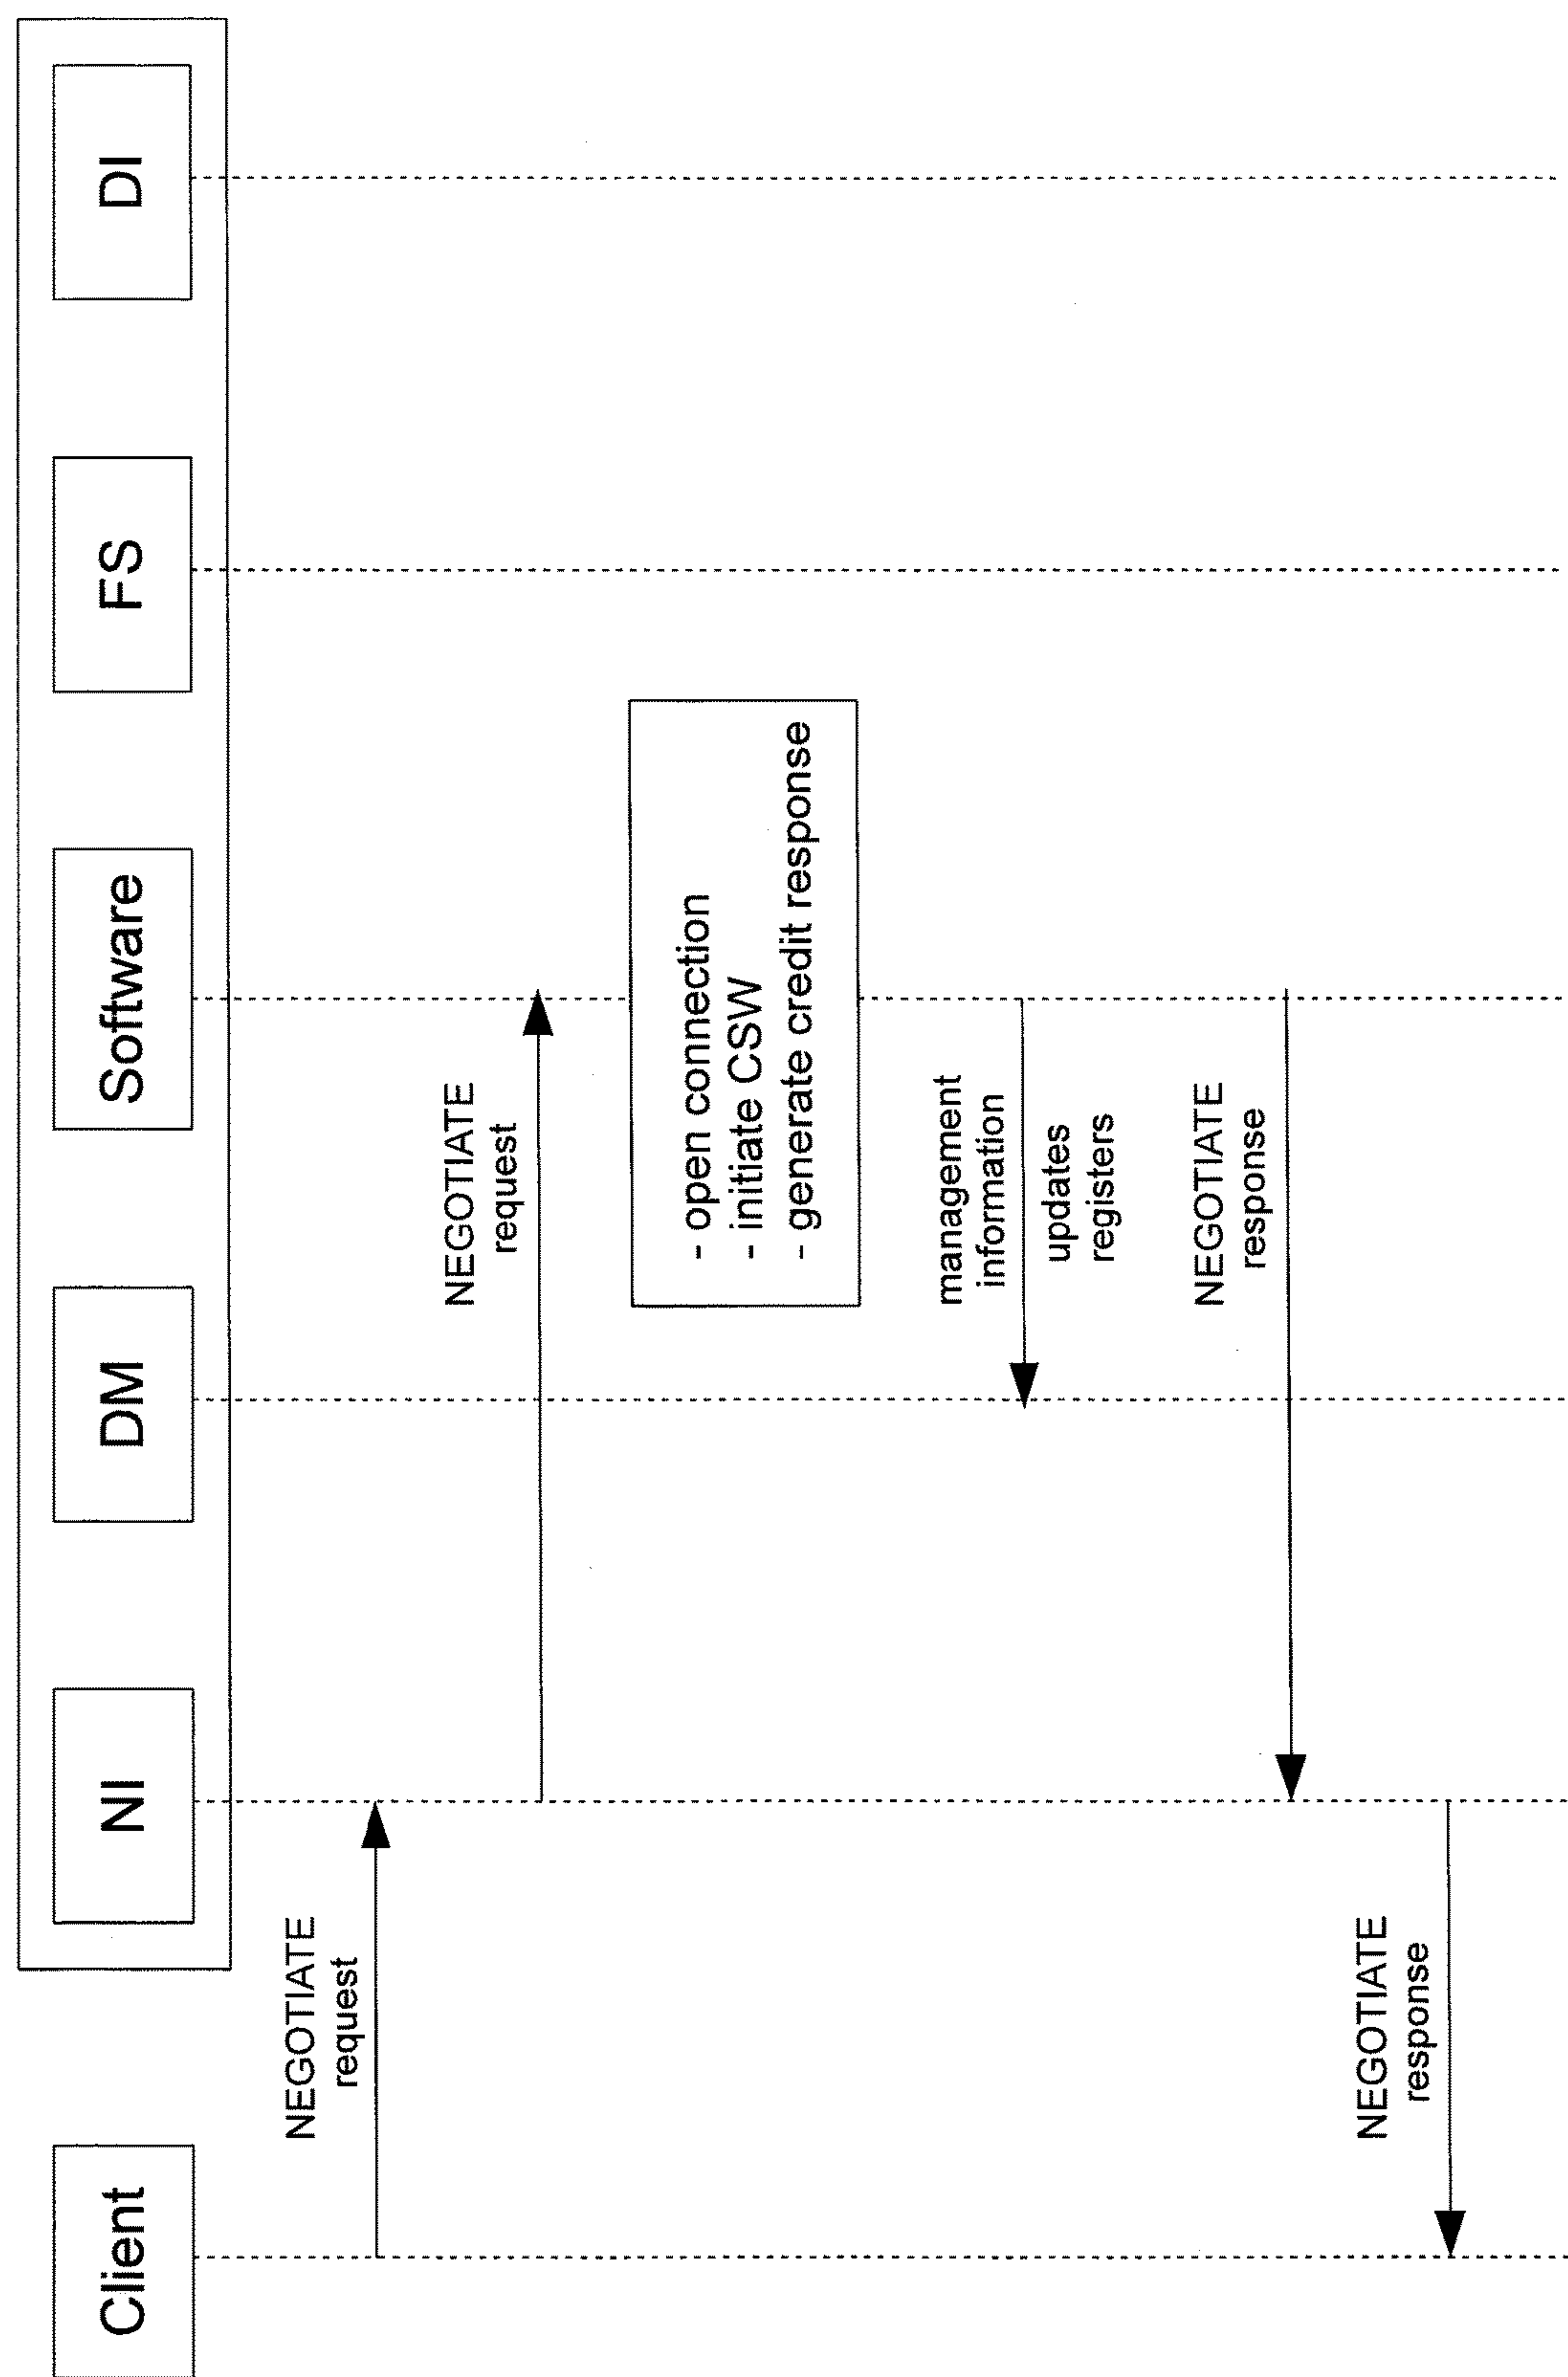 Client
NI
DM
Software
FS
DI
NEGOTIATE
request
NEGOTIATE
request
- open connection
- initiate CSW
- generate credit response
management
information
updates
registers
NEGOTIATE
response
NEGOTIATE
response